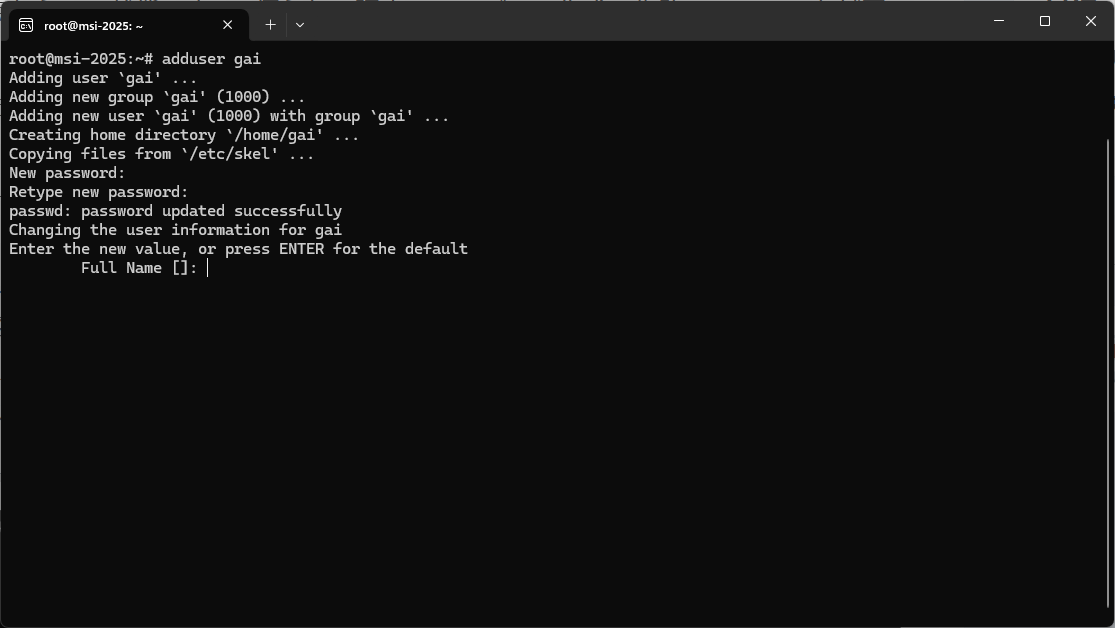 root@msi-2025: ~
root@msi-2025:~# adduser gai
Adding user `gai' ...
Adding new group `gai' (1000) ...
Adding new user `gai' (1000) with group `gai' ...
Creating home directory `/home/gai' ...
Copying files from `/etc/skel' ...
New password:
Retype new password:
passwd: password updated successfully
Changing the user information for gai
Enter the new value, or press ENTER for the default
        Full Name []: